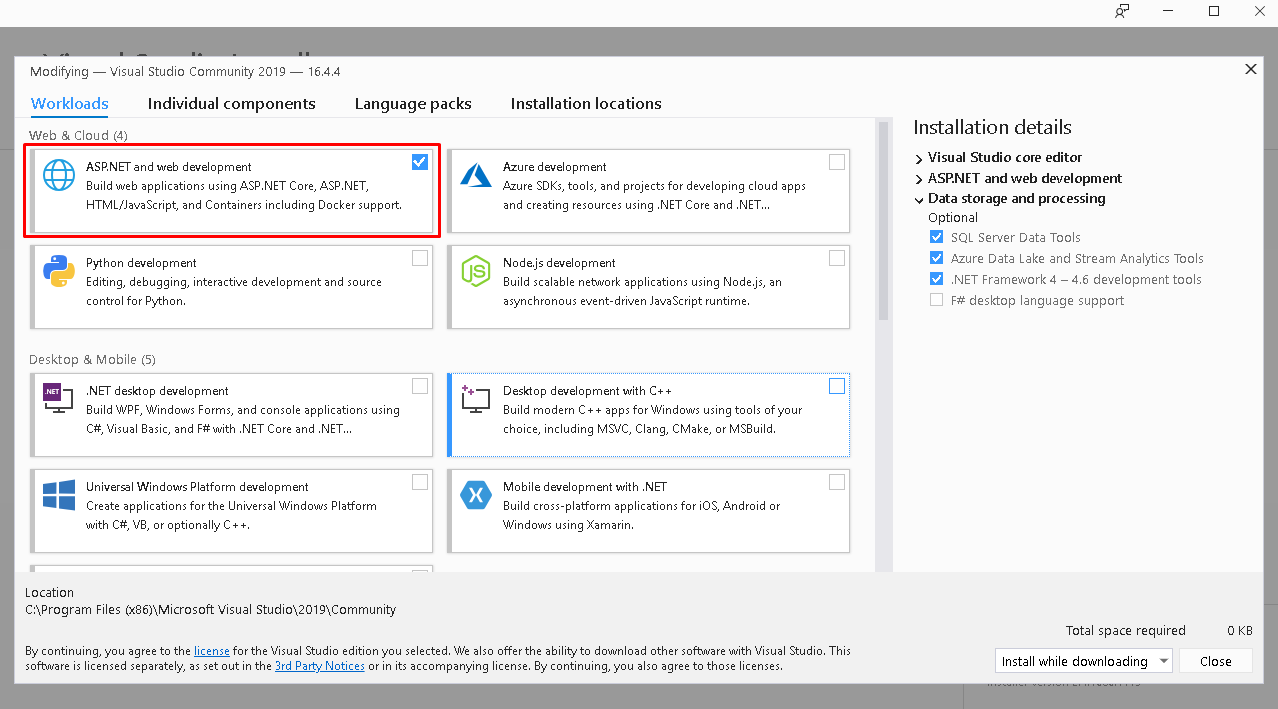 Modifying — Visual Studio Community 2019 — 16.4.4
Workloads
Individual components
Language packs
Installation locations
Web & Cloud (4)
ASP.NET and web development
Build web applications using ASP.NET Core, ASP.NET,
HTML/JavaScript, and Containers including Docker support.
Azure development
Azure SDKs, tools, and projects for developing cloud apps
and creating resources using .NET Core and .NET...
Python development
Editing, debugging, interactive development and source
control for Python.
JS
Node.js development
Build scalable network applications using Node.js, an
asynchronous event-driven JavaScript runtime.
Desktop & Mobile (5)
.NET
.NET desktop development
Build WPF, Windows Forms, and console applications using
C#, Visual Basic, and F# with .NET Core and .NET...
Desktop development with C++
Build modern C++ apps for Windows using tools of your
choice, including MSVC, Clang, CMake, or MSBuild.
Universal Windows Platform development
Create applications for the Universal Windows Platform
with C#, VB, or optionally C++.
Mobile development with .NET
Build cross-platform applications for iOS, Android or
Windows using Xamarin.
Installation details
Visual Studio core editor
ASP.NET and web development
Data storage and processing
Optional
SQL Server Data Tools
Azure Data Lake and Stream Analytics Tools
.NET Framework 4 – 4.6 development tools
F# desktop language support
Location
C:\Program Files (x86)\Microsoft Visual Studio\2019\Community
By continuing, you agree to the license for the Visual Studio edition you selected. We also offer the ability to download other software with Visual Studio. This
software is licensed separately, as set out in the 3rd Party Notices or in its accompanying license. By continuing, you also agree to those licenses.
Total space required 0 KB
Install while downloading
Close